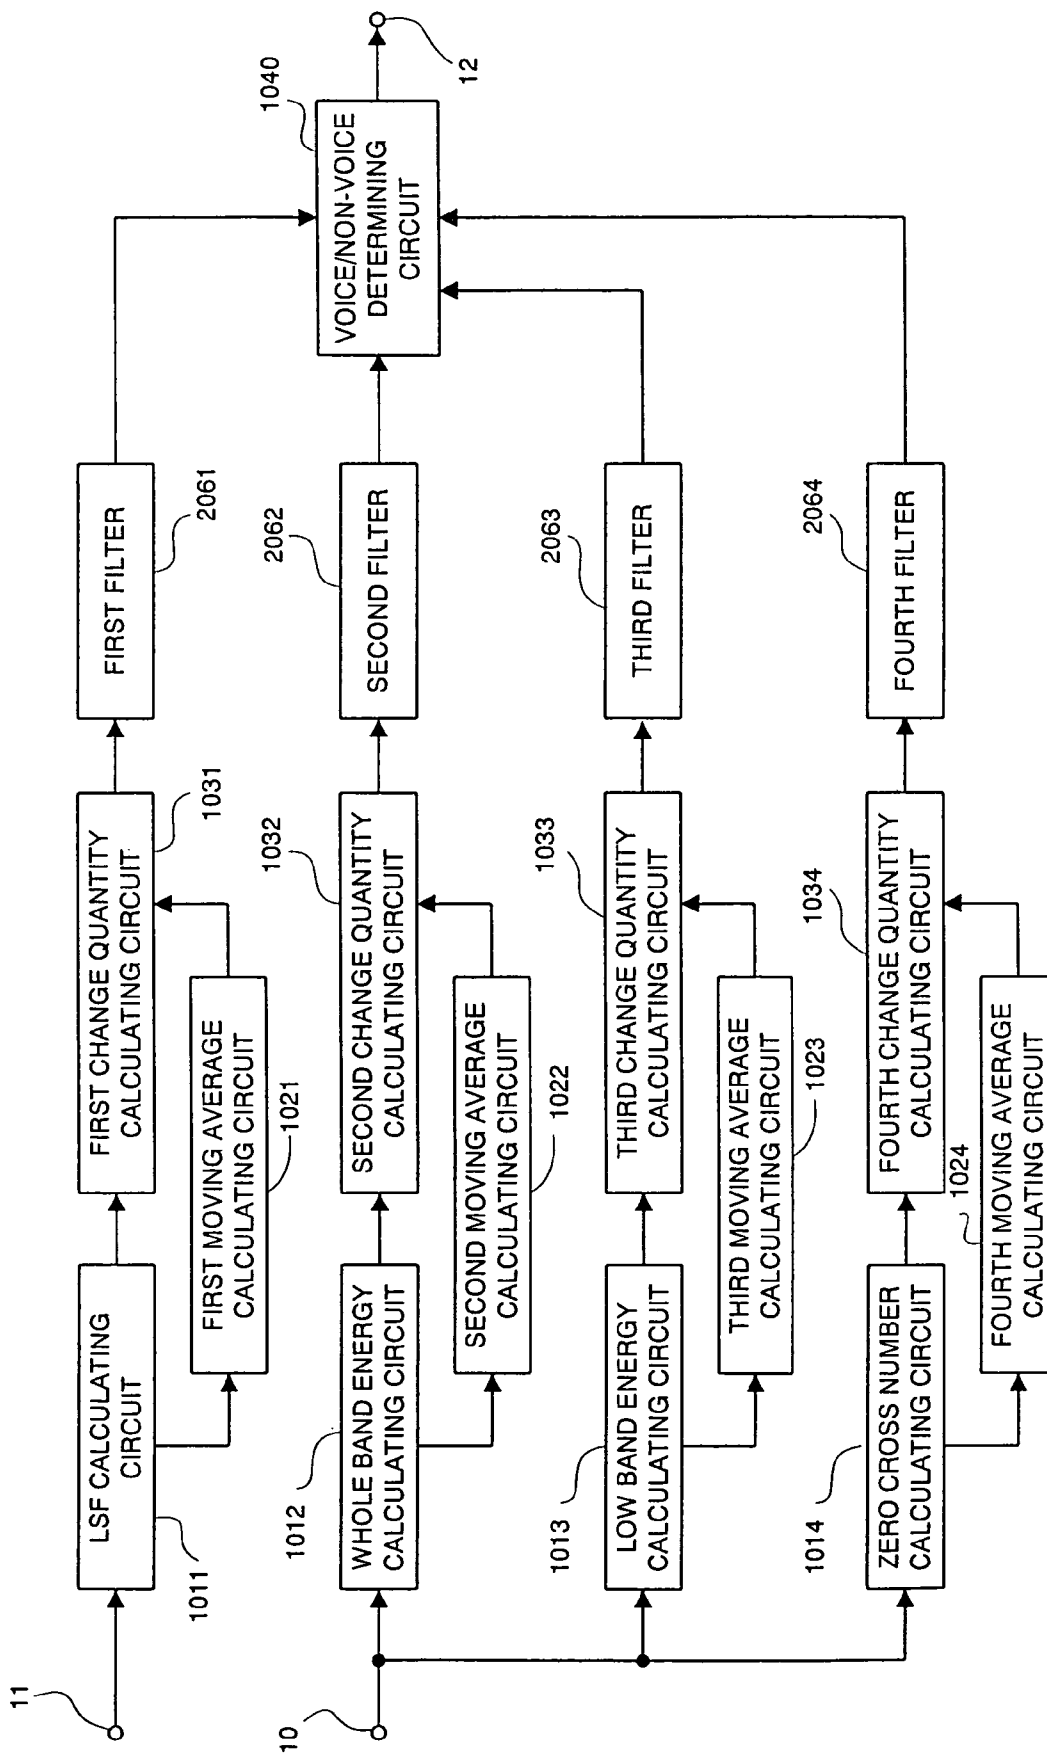 11
LSF CALCULATING
CIRCUIT
1011
FIRST MOVING AVERAGE
CALCULATING CIRCUIT
1021
FIRST CHANGE QUANTITY
CALCULATING CIRCUIT
1031
FIRST FILTER
2061
10
WHOLE BAND ENERGY
CALCULATING CIRCUIT
1012
SECOND MOVING AVERAGE
CALCULATING CIRCUIT
1022
SECOND CHANGE QUANTITY
CALCULATING CIRCUIT
1032
SECOND FILTER
2062
VOICE/NON-VOICE
DETERMINING
CIRCUIT
1040
12
LOW BAND ENERGY
CALCULATING CIRCUIT
1013
THIRD MOVING AVERAGE
CALCULATING CIRCUIT
1023
THIRD CHANGE QUANTITY
CALCULATING CIRCUIT
1033
THIRD FILTER
2063
ZERO CROSS NUMBER
CALCULATING CIRCUIT
1014
FOURTH MOVING AVERAGE
CALCULATING CIRCUIT
1024
FOURTH CHANGE QUANTITY
CALCULATING CIRCUIT
1034
FOURTH FILTER
2064